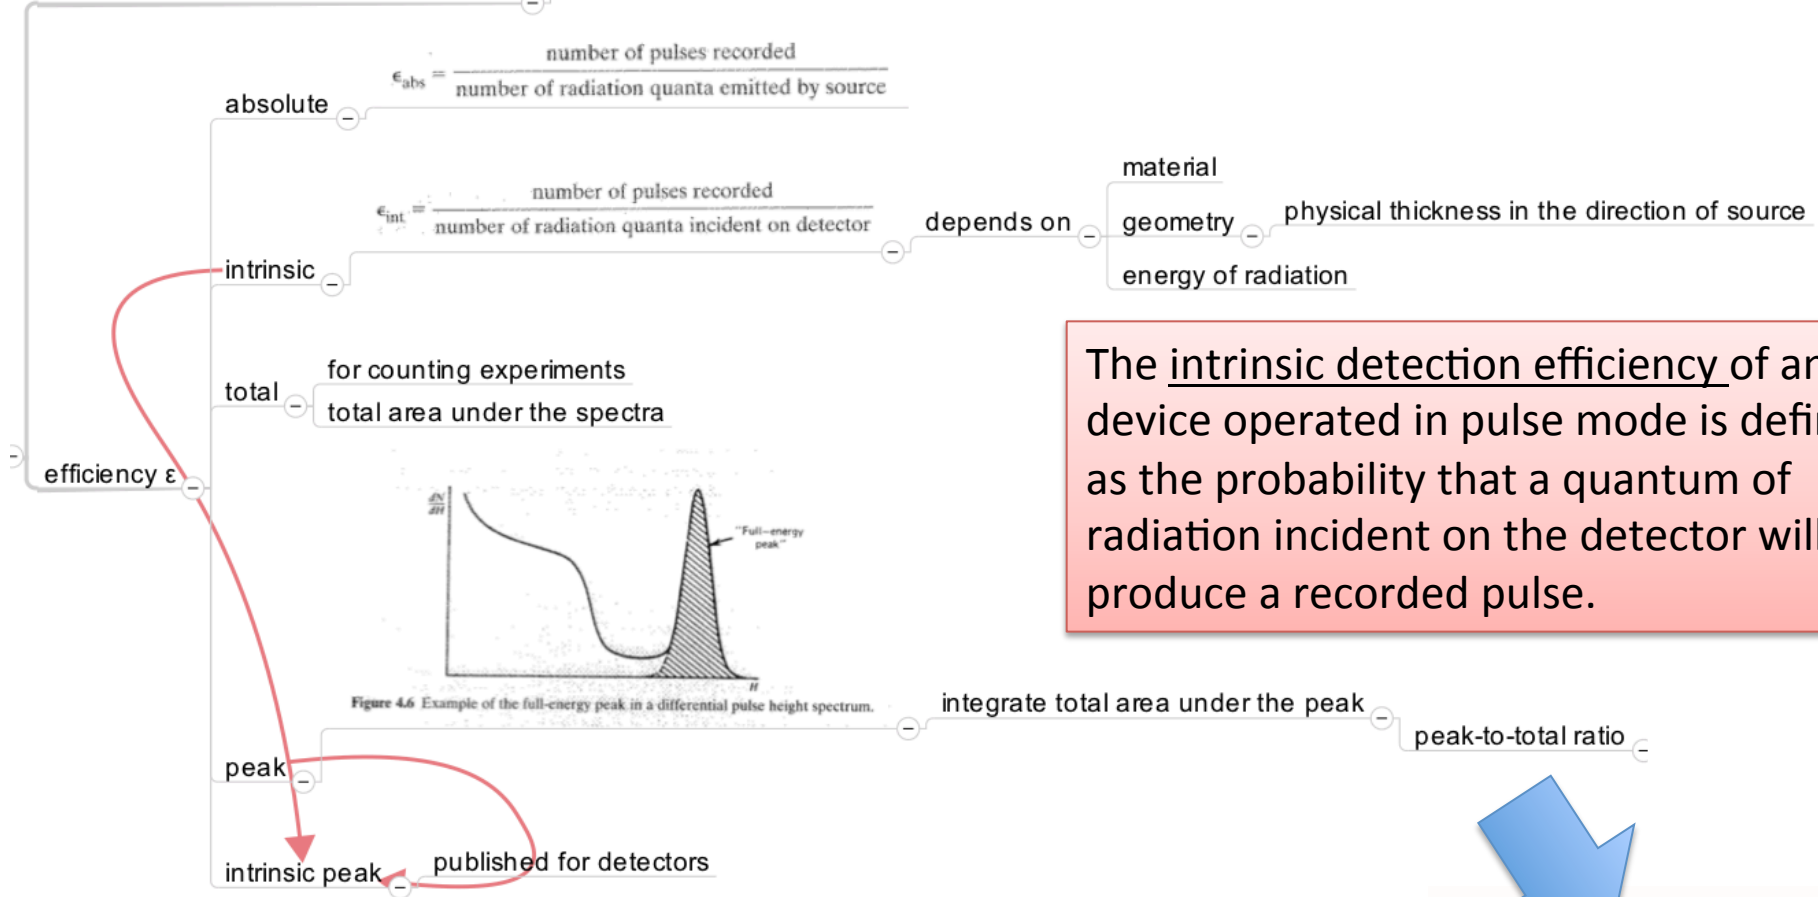 number of pulses recorded
ϵabs =
number of radiation quanta emitted by source
absolute
number of pulses recorded
ϵint =
number of radiation quanta incident on detector
depends on
material
geometry
physical thickness in the direction of source
energy of radiation
intrinsic
total
for counting experiments
total area under the spectra
The intrinsic detection efficiency of
device operated in pulse mode is
as the probability that a quantum of
radiation incident on the detector will
produce a recorded pulse.
efficiency ε
dN
dH
"Full-energy
peak"
H
Figure 4.6 Example of the full-energy peak in a differential pulse height spectrum.
integrate total area under the peak
peak-to-total ratio
peak
intrinsic peak
published for detectors